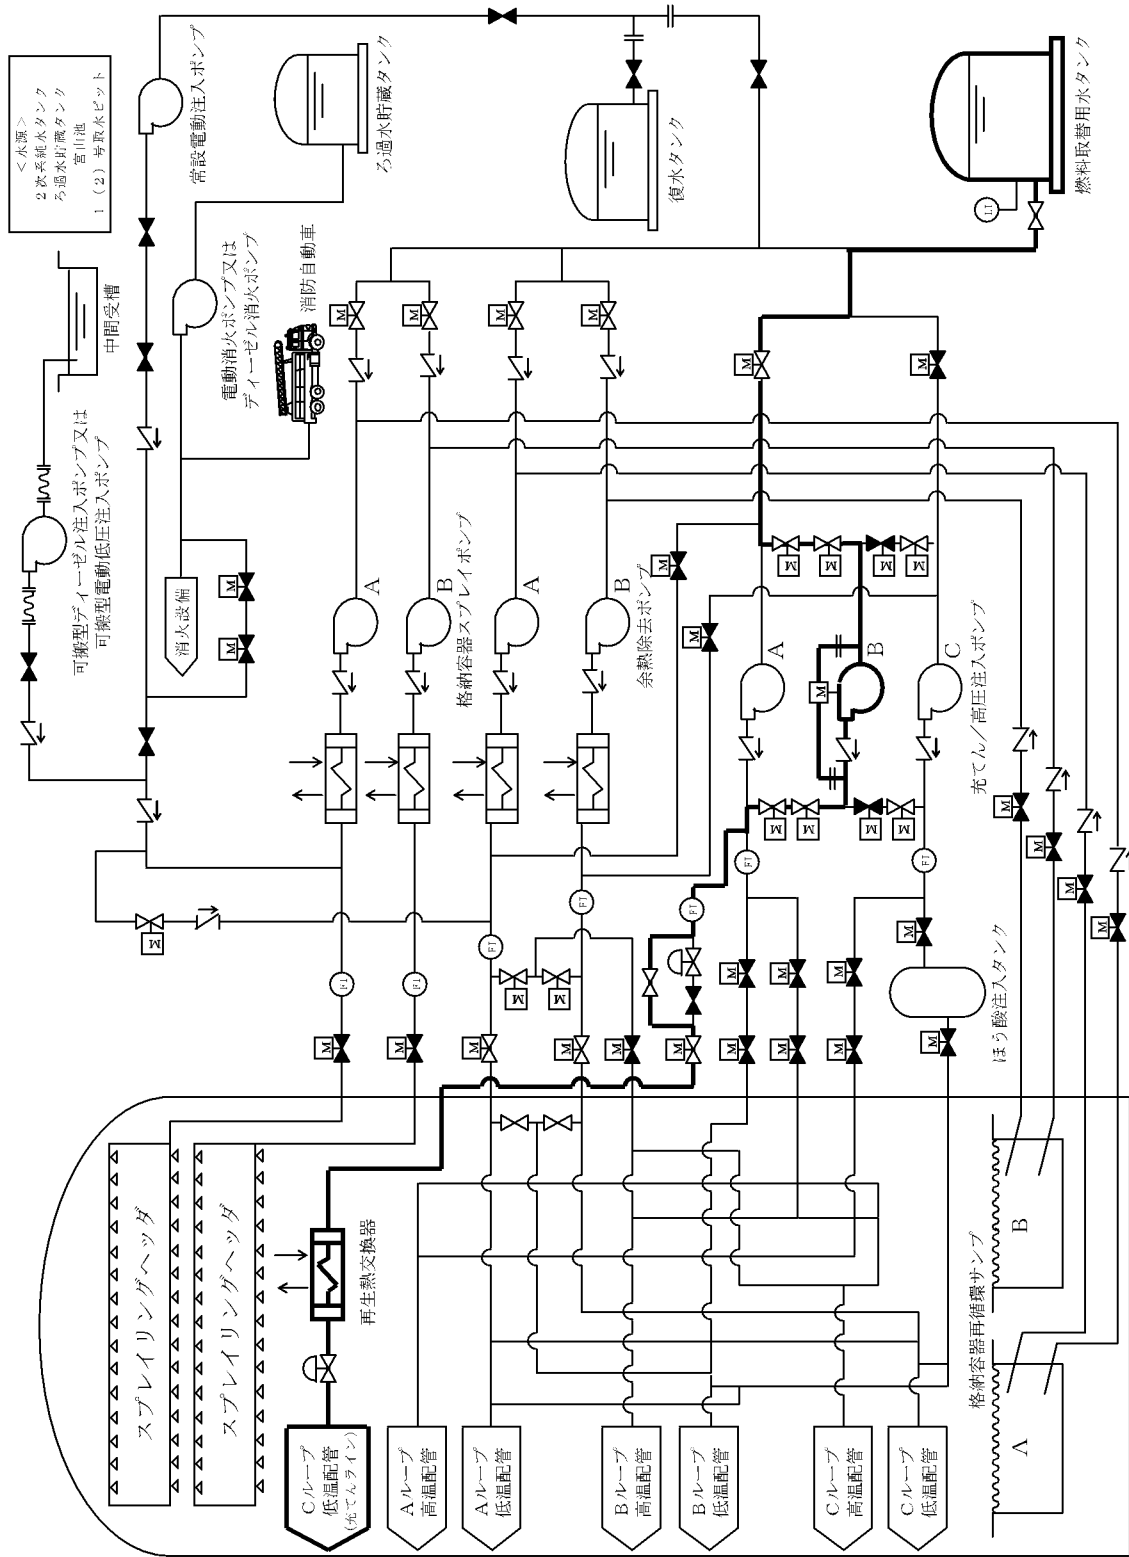 <水源>
2次系純水タンク
ろ過水貯蔵タンク
宮山池
1(2)号取水ピット
常設電動注入ポンプ
ろ過水貯蔵タンク
復水タンク
燃料取替用水タンク
LT
中間受槽
可搬型ディーゼル注入ポンプ又は
可搬型電動低圧注入ポンプ
電動消火ポンプ又は
ディーゼル消火ポンプ
消防自動車
消火設備
M
M
M
M
M
M
M
M
A
B
格納容器スプレイポンプ
A
B
余熱除去ポンプ
M
M
M
M
M
M
A
B
C
充てん/高圧注入ポンプ
M
M
M
M
M
M
M
M
M
M
FT
FT
FT
FT
FT
FT
FT
M
M
M
M
M
M
M
ほう酸注入タンク
M
M
M
M
M
M
M
M
M
M
スプレイリングヘッダ
スプレイリングヘッダ
再生熱交換器
Cループ
低温配管
(充てんライン)
Aループ
高温配管
Aループ
低温配管
Bループ
高温配管
Bループ
低温配管
Cループ
高温配管
Cループ
低温配管
格納容器再循環サンプ
A
B